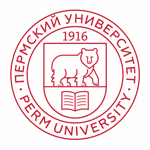 ПЕРМСКИЙ УНИВЕРСИТЕТ
1916
PERM UNIVERSITY